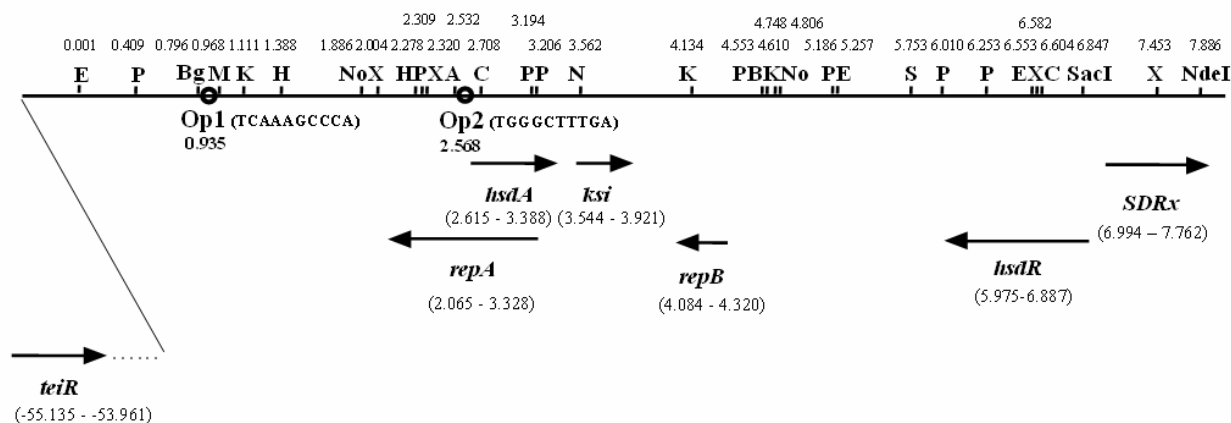 2.309 2.532 3.194 4.748 4.806 6.582
0.001 0.409 0.796 0.968 1.111 1.388 1.886 2.004 2.278 2.320 2.708 3.206 3.562 4.134 4.553 4.610 5.186 5.257 5.753 6.010 6.253 6.553 6.604 6.847 7.453 7.886
E P Bg M K H No X H P X A C P P N K P B K No P E S P P E X C SacI X NdeI
Op1 (TCAAAGCCCA) Op2 (TGGGCTTTGA)
0.935 2.568
hsdA ksi SDRx
(2.615 - 3.388) (3.544 - 3.921) (6.994 – 7.762)
repA repB hsdR
(2.065 - 3.328) (4.084 - 4.320) (5.975-6.887)
......
teiR
(-55.135 - -53.961)